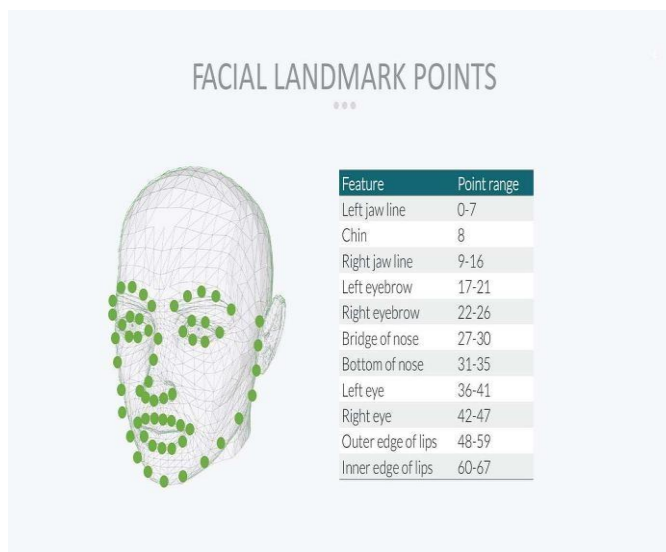 FACIAL LANDMARK POINTS
Feature Point range
Left jaw line 0-7
Chin 8
Right jaw line 9-16
Left eyebrow 17-21
Right eyebrow 22-26
Bridge of nose 27-30
Bottom of nose 31-35
Left eye 36-41
Right eye 42-47
Outer edge of lips 48-59
Inner edge of lips 60-67